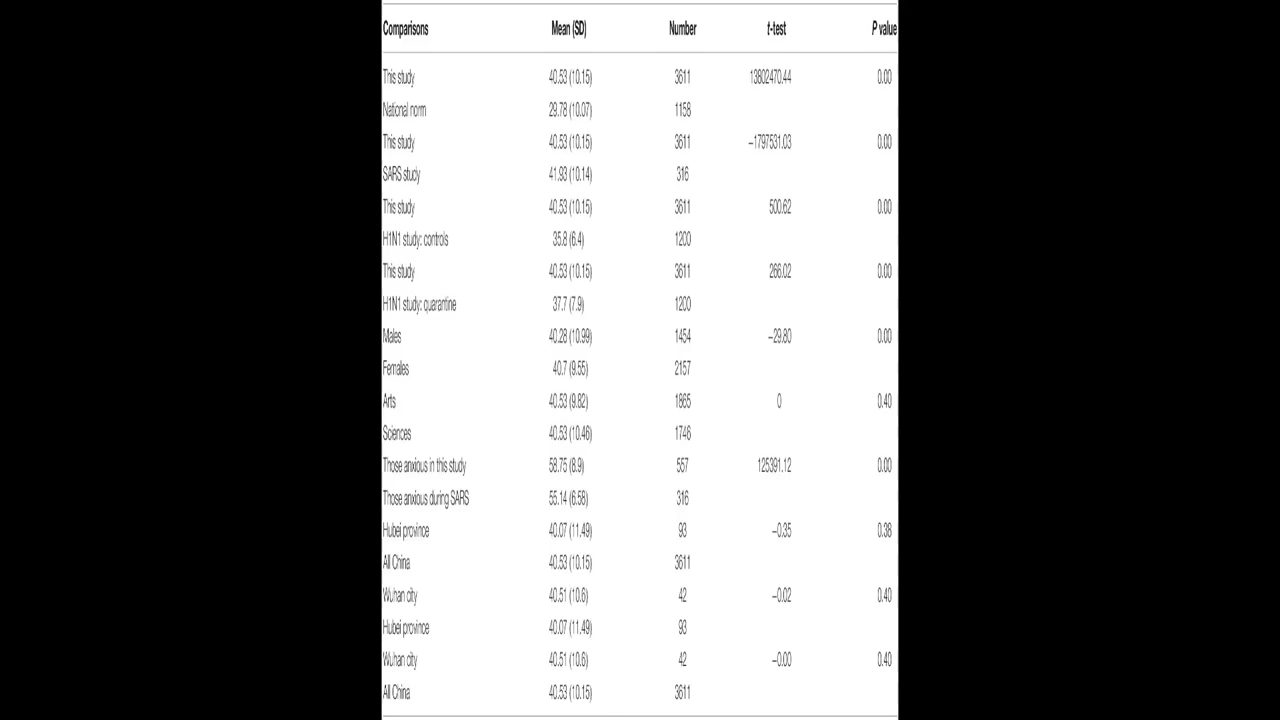 Comparisons Mean (SD) Number t-test P value
This study 40.53 (10.15) 3611 13802470.44 0.00
National norm 29.78 (10.07) 1158
This study 40.53 (10.15) 3611 −1797531.03 0.00
SARS study 41.93 (10.14) 316
This study 40.53 (10.15) 3611 500.62 0.00
H1N1 study: controls 35.8 (6.4) 1200
This study 40.53 (10.15) 3611 266.02 0.00
H1N1 study: quarantine 37.7 (7.9) 1200
Males 40.28 (10.99) 1454 −29.80 0.00
Females 40.7 (9.55) 2157
Arts 40.53 (9.82) 1865 0 0.40
Sciences 40.53 (10.46) 1746
Those anxious in this study 58.75 (8.9) 557 125391.12 0.00
Those anxious during SARS 55.14 (6.58) 316
Hubei province 40.07 (11.49) 93 −0.35 0.38
All China 40.53 (10.15) 3611
Wuhan city 40.51 (10.6) 42 −0.02 0.40
Hubei province 40.07 (11.49) 93
Wuhan city 40.51 (10.6) 42 −0.00 0.40
All China 40.53 (10.15) 3611